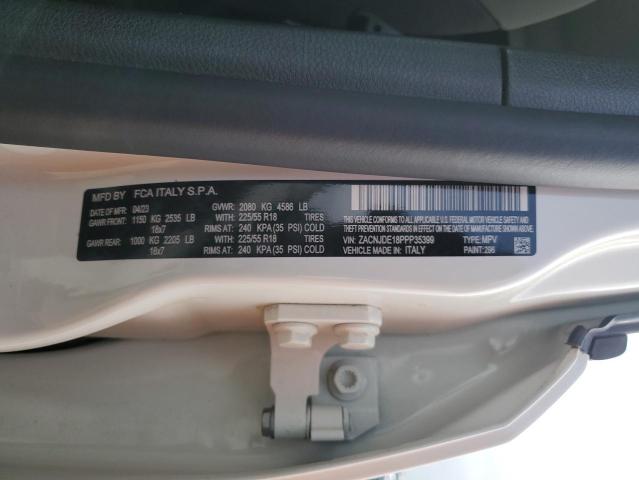 MFD BY FCA ITALY S.P.A.
DATE OF MFR: 04/23 GVWR: 2080 KG 4586 LB
GAWR FRONT: 1150 KG 2535 LB WITH: 225/55 R18 TIRES
18x7 RIMS AT: 240 KPA (35 PSI) COLD
GAWR REAR: 1000 KG 2205 LB WITH: 225/55 R18 TIRES
18x7 RIMS AT: 240 KPA (35 PSI) COLD
THIS VEHICLE CONFORMS TO ALL APPLICABLE U.S. FEDERAL MOTOR VEHICLE
SAFETY STANDARDS IN EFFECT ON THE DATE OF MANUFACTURE SHOWN ABOVE.
VIN: ZACNJDE18PPP35399 TYPE: MPV
VEHICLE MADE IN: ITALY PAINT: 296